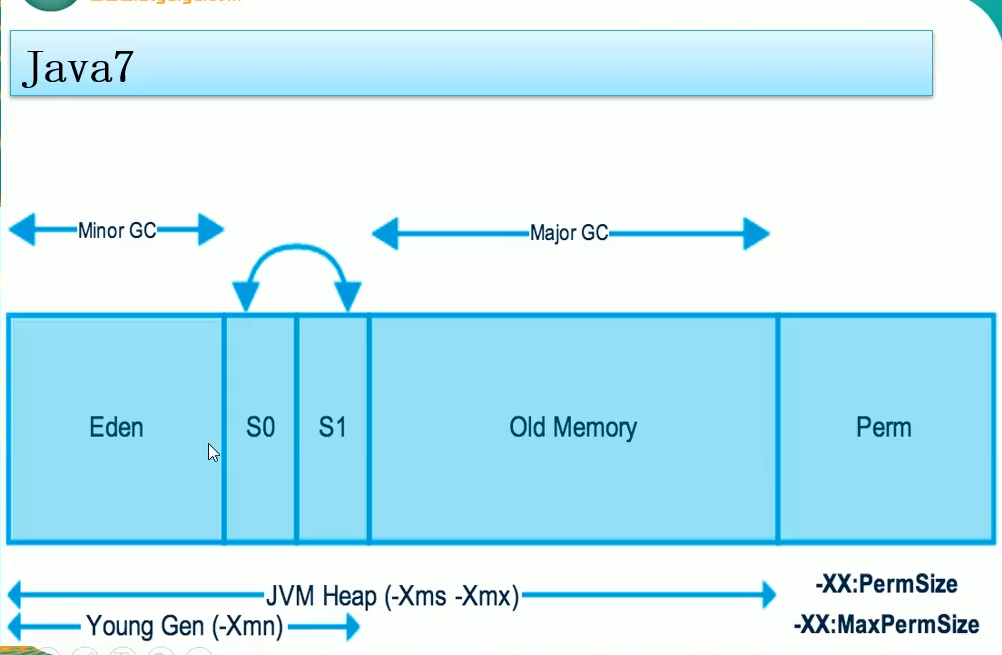 Java7
Minor GC
Major GC
Eden
S0
S1
Old Memory
Perm
JVM Heap (-Xms -Xmx)
Young Gen (-Xmn)
-XX:PermSize
-XX:MaxPermSize